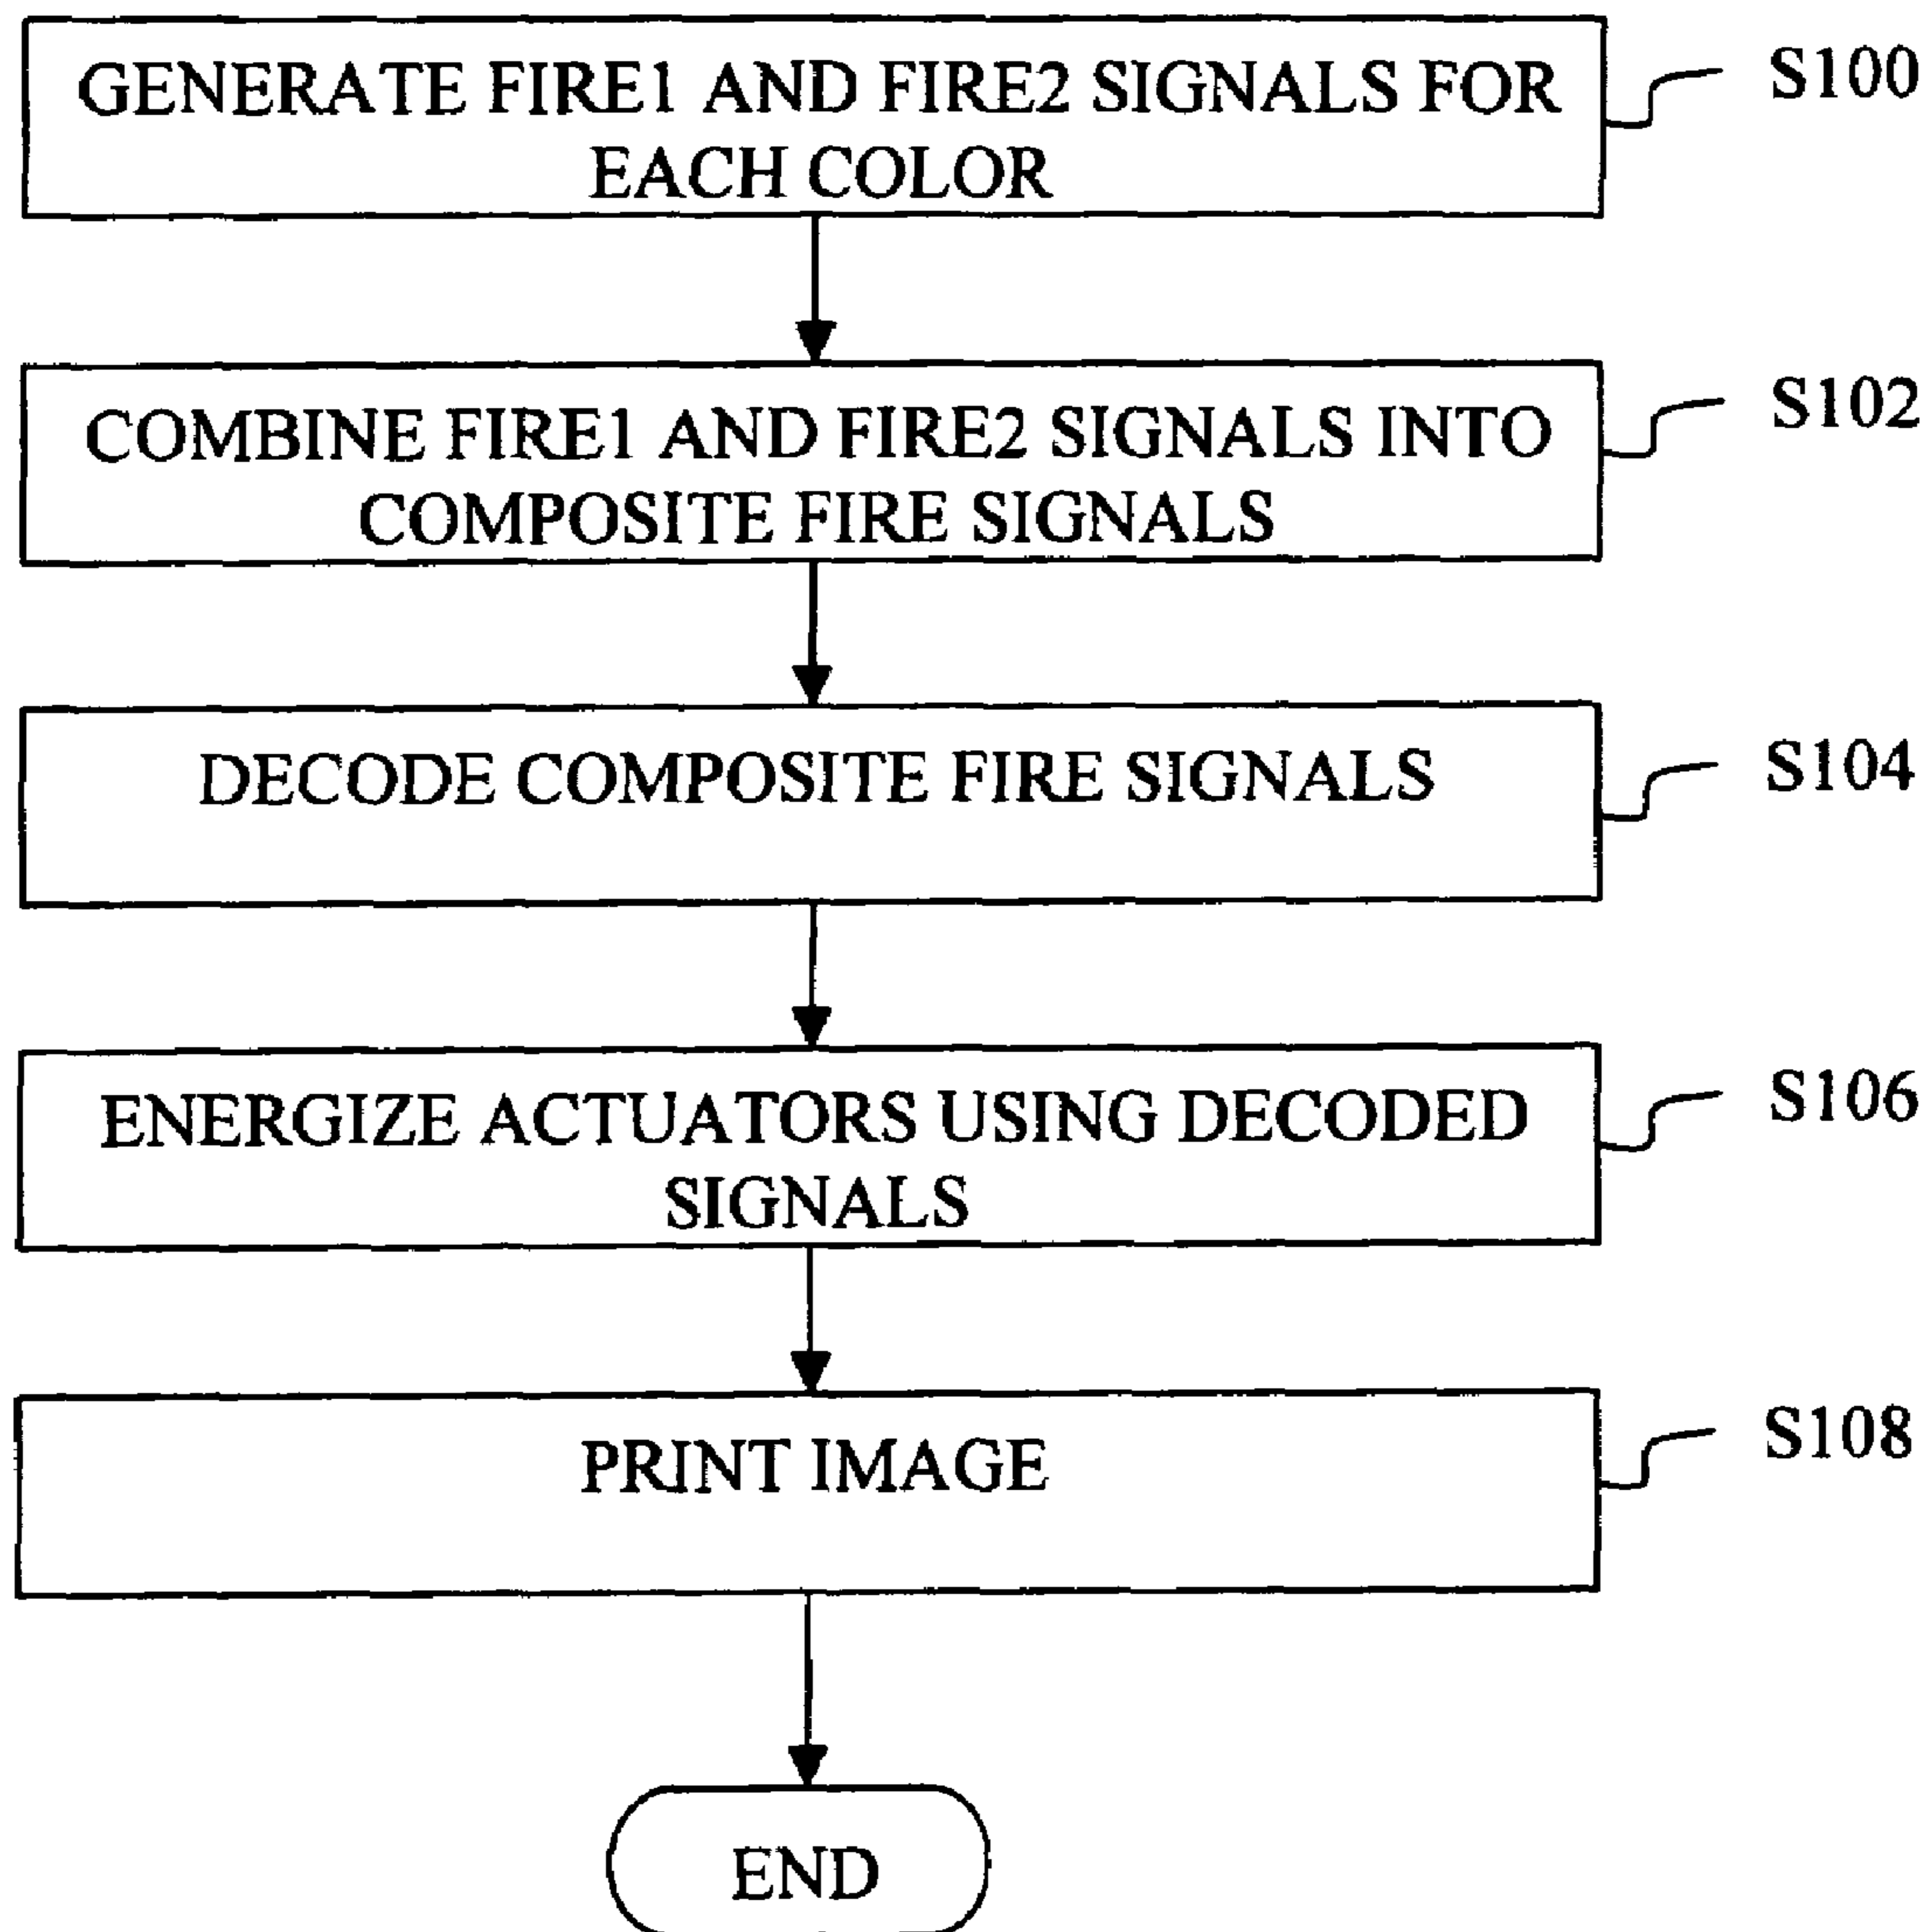 GENERATE FIRE1 AND FIRE2 SIGNALS FOR
EACH COLOR
S100
COMBINE FIRE1 AND FIRE2 SIGNALS INTO
COMPOSITE FIRE SIGNALS
S102
DECODE COMPOSITE FIRE SIGNALS
S104
ENERGIZE ACTUATORS USING DECODED
SIGNALS
S106
PRINT IMAGE
S108
END